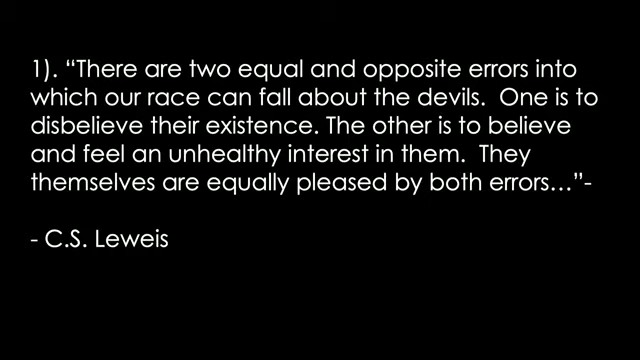 1). “There are two equal and opposite errors into
which our race can fall about the devils.  One is to
disbelieve their existence. The other is to believe
and feel an unhealthy interest in them.  They
themselves are equally pleased by both errors…”-
- C.S. Leweis